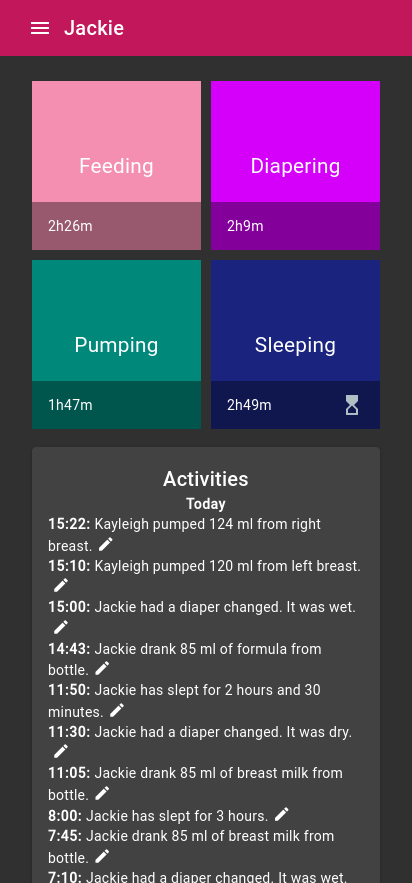 Jackie
Feeding
Diapering
2h26m
2h9m
Pumping
Sleeping
1h47m
2h49m
Activities
Today
15:22: Kayleigh pumped 124 ml from right
breast.
15:10: Kayleigh pumped 120 ml from left breast.
15:00: Jackie had a diaper changed. It was wet.
14:43: Jackie drank 85 ml of formula from
bottle.
11:50: Jackie has slept for 2 hours and 30
minutes.
11:30: Jackie had a diaper changed. It was dry.
11:05: Jackie drank 85 ml of breast milk from
bottle.
8:00: Jackie has slept for 3 hours.
7:45: Jackie drank 85 ml of breast milk from
bottle.
7:10: Jackie had a diaper changed. It was wet.